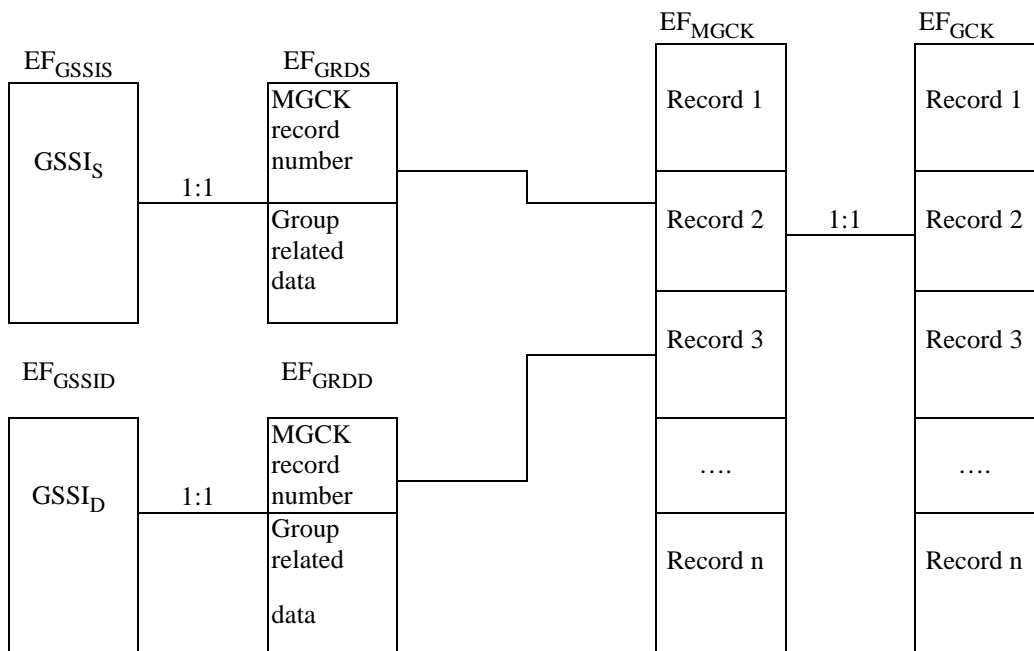 EF_GSSIS
GSSI_S
1:1
EF_GRDS
MGCK
record
number
Group
related
data
EF_GSSID
GSSI_D
1:1
EF_GRDD
MGCK
record
number
Group
related
data
EF_MGCK
Record 1
Record 2
Record 3
....
Record n
1:1
EF_GCK
Record 1
Record 2
Record 3
....
Record n